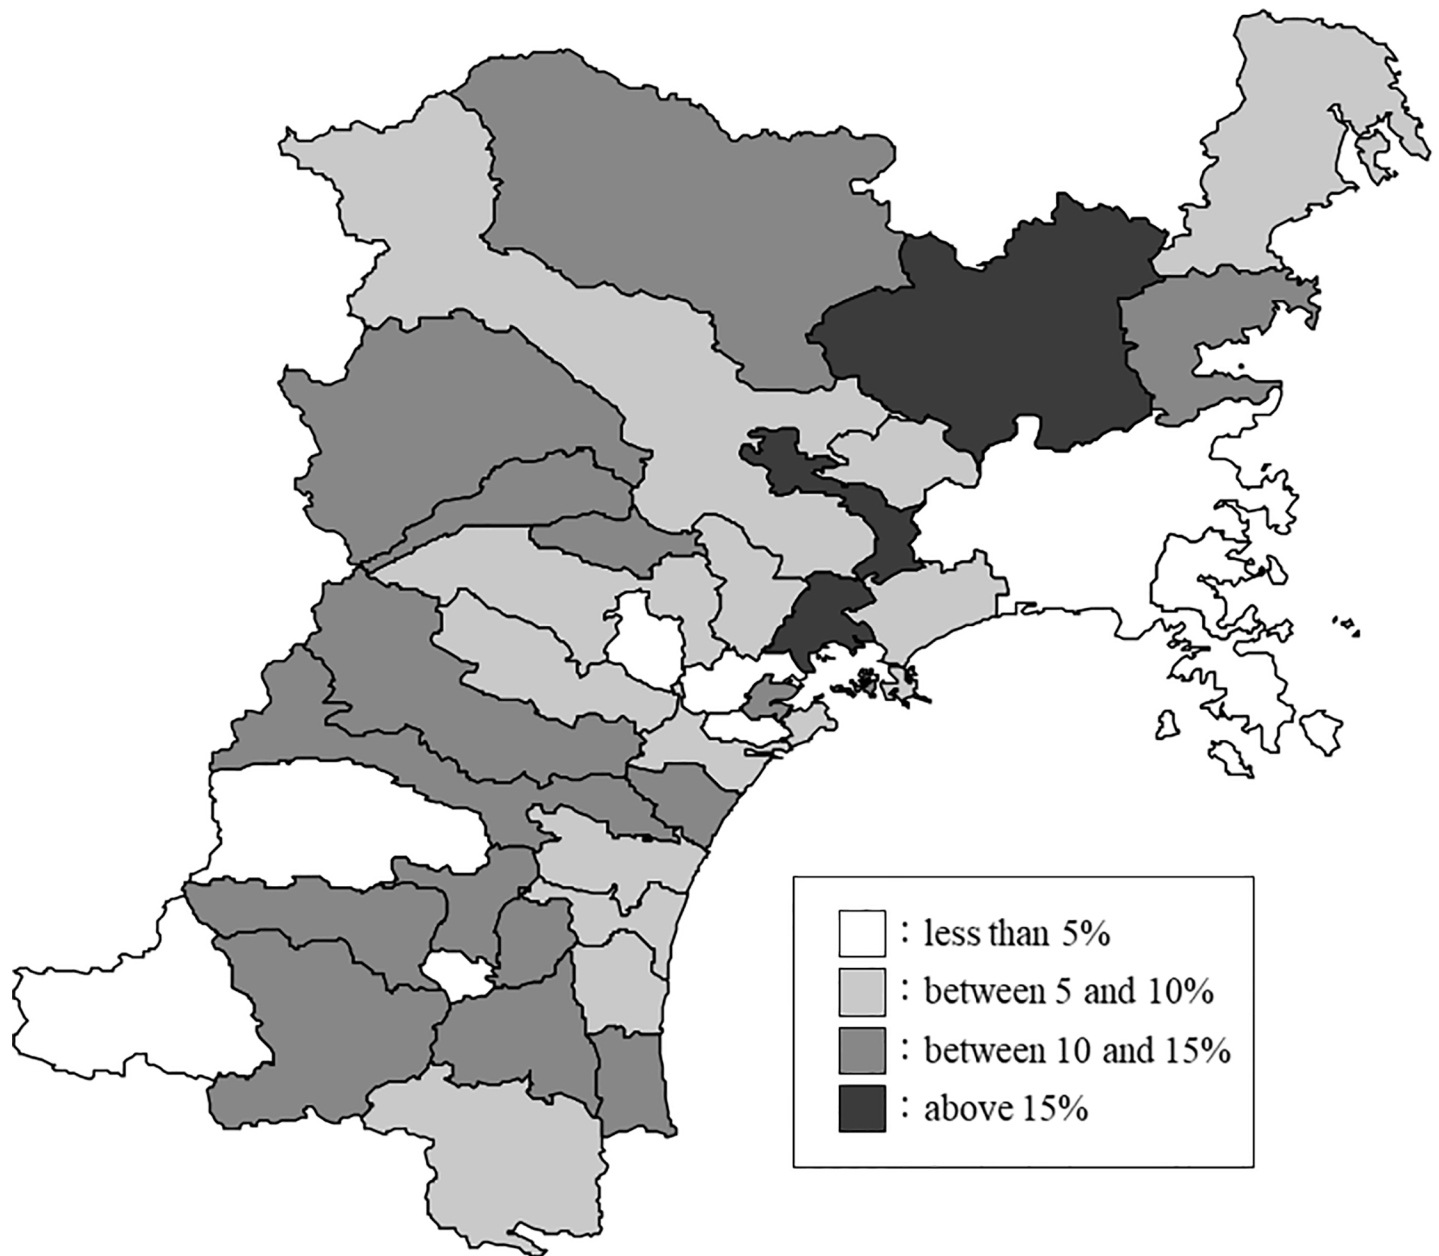 : less than 5%
: between 5 and 10%
: between 10 and 15%
: above 15%